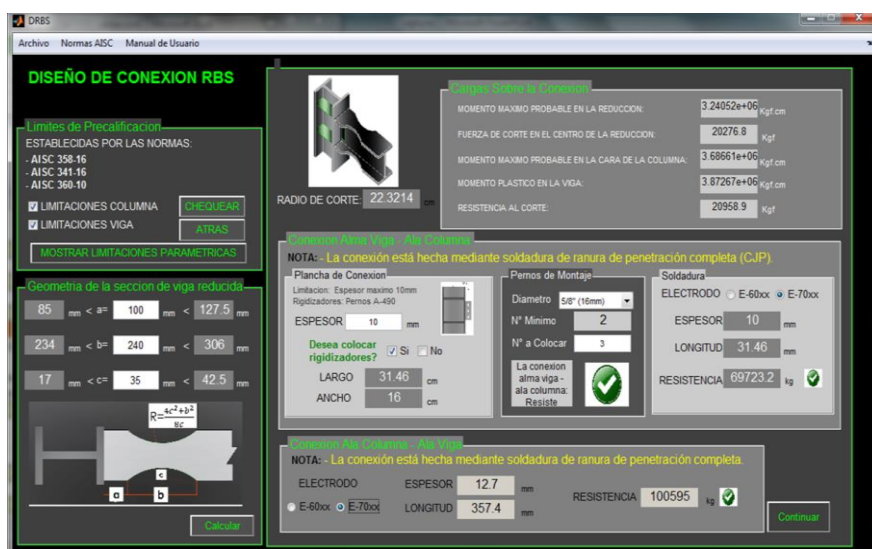 DRBS
Archivo Normas AISC Manual de Usuario
DISEÑO DE CONEXION RBS
Limites de Precalificacion
ESTABLECIDAS POR LAS NORMAS:
- AISC 358-16
- AISC 341-16
- AISC 360-10
LIMITACIONES COLUMNA CHEQUEAR
LIMITACIONES VIGA ATRAS
MOSTRAR LIMITACIONES PARAMETRICAS
Geometria de la seccion de viga reducida
85 mm < a= 100 mm < 127.5 mm
234 mm < b= 240 mm < 306 mm
17 mm < c= 35 mm < 42.5 mm
R=4c²+b²/8c
c
a b
Calcular
RADIO DE CORTE: 22.3214 cm
Cargas Sobre la Conexion
MOMENTO MAXIMO PROBABLE EN LA REDUCCION: 3.24052e+06 Kgf.cm
FUERZA DE CORTE EN EL CENTRO DE LA REDUCCION: 20276.8 Kgf
MOMENTO MAXIMO PROBABLE EN LA CARA DE LA COLUMNA: 3.68661e+06 Kgf.cm
MOMENTO PLASTICO EN LA VIGA: 3.87267e+06 Kgf.cm
RESISTENCIA AL CORTE: 20958.9 Kgf
Conexion Alma Viga - Ala Columna
NOTA: - La conexión está hecha mediante soldadura de ranura de penetración completa (CJP).
Plancha de Conexion
Limitacion: Espesor maximo 10mm
Rigidizadores: Pernos A-490
ESPESOR 10 mm
Desea colocar
rigidizadores? Si No
LARGO 31.46 cm
ANCHO 16 cm
Pernos de Montaje
Diametro 5/8" (16mm)
N° Minimo 2
N° a Colocar 3
La conexion
alma viga -
ala columna:
Resiste
Soldadura
ELECTRODO E-60xx E-70xx
ESPESOR 10 mm
LONGITUD 31.46 mm
RESISTENCIA 69723.2 kg
Conexion Ala Columna - Ala Viga
NOTA: - La conexión está hecha mediante soldadura de ranura de penetración completa.
ELECTRODO ESPESOR 12.7 mm
E-60xx E-70xx LONGITUD 357.4 mm
RESISTENCIA 100595 kg
Continuar